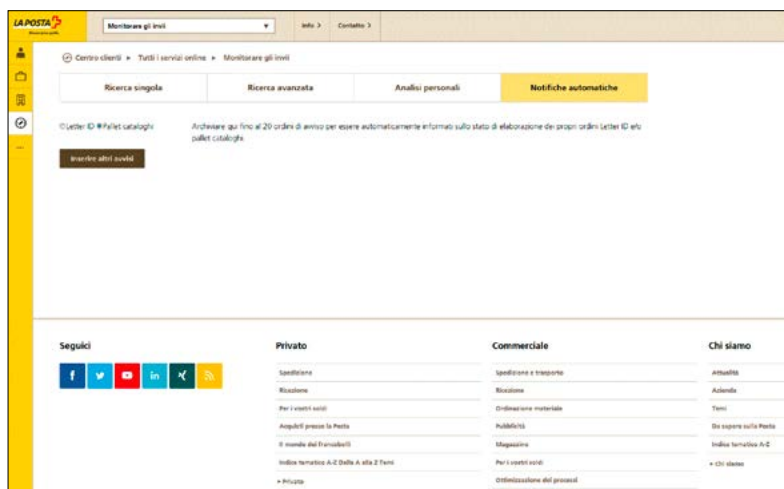 LA POSTA
Monitorare gli invii
Info >
Contatto >
Centro clienti ▸ Tutti i servizi online ▸ Monitorare gli invii
Ricerca singola
Ricerca avanzata
Analisi personali
Notifiche automatiche
Letter ID Pallet cataloghi
Archiviare qui fino al 20 ordini di avviso per essere automaticamente informati sullo stato di elaborazione dei propri ordini Letter ID e/o
pallet cataloghi.
Inserire altri avvisi
Seguici
Privato
Spedizione
Ricezione
Per i vostri soldi
Acquisti presso la Posta
Il mondo dei francobolli
Indice tematico A-Z Dalla A alla Z Temi
+ Privato
Commerciale
Spedizione e trasporto
Ricezione
Ordinazione materiale
Pubblicità
Magazzino
Per i vostri soldi
Ottimizzazione dei processi
Chi siamo
Attualità
Azienda
Temi
Da sapere sulla Posta
Indice tematico A-Z
+ Chi siamo